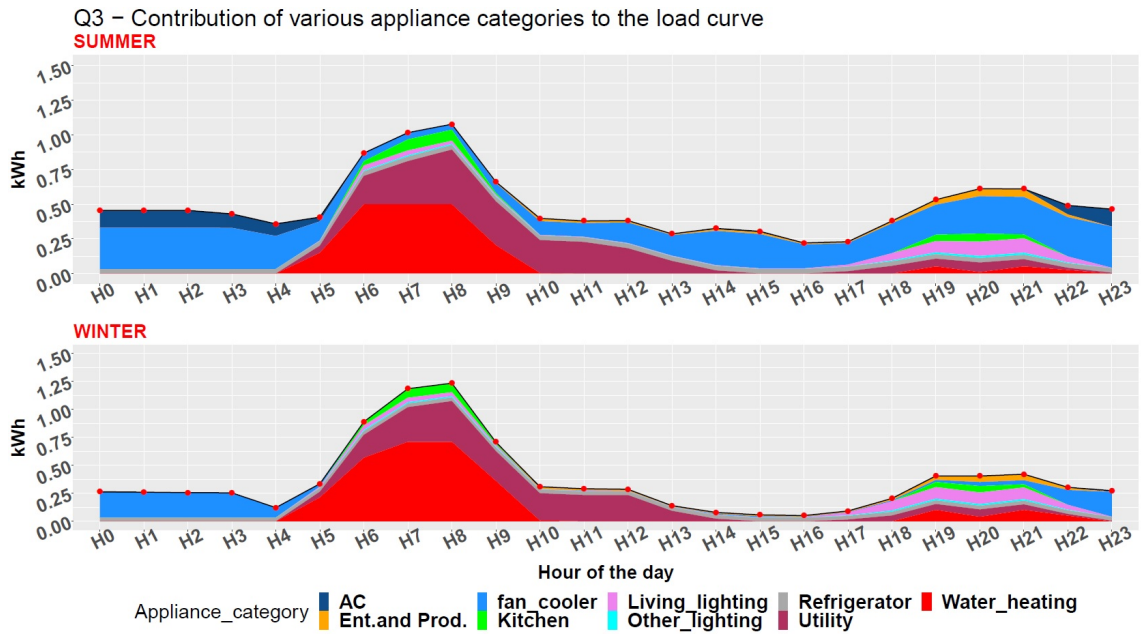 Q3 − Contribution of various appliance categories to the load curve
SUMMER
1.50
1.25
1.00
0.75
0.50
0.25
0.00
kWh
H0 H1 H2 H3 H4 H5 H6 H7 H8 H9 H10 H11 H12 H13 H14 H15 H16 H17 H18 H19 H20 H21 H22 H23
WINTER
1.50
1.25
1.00
0.75
0.50
0.25
0.00
kWh
H0 H1 H2 H3 H4 H5 H6 H7 H8 H9 H10 H11 H12 H13 H14 H15 H16 H17 H18 H19 H20 H21 H22 H23
Hour of the day
Appliance_category
AC fan_cooler Living_lighting Refrigerator Water_heating
Ent.and Prod. Kitchen Other_lighting Utility